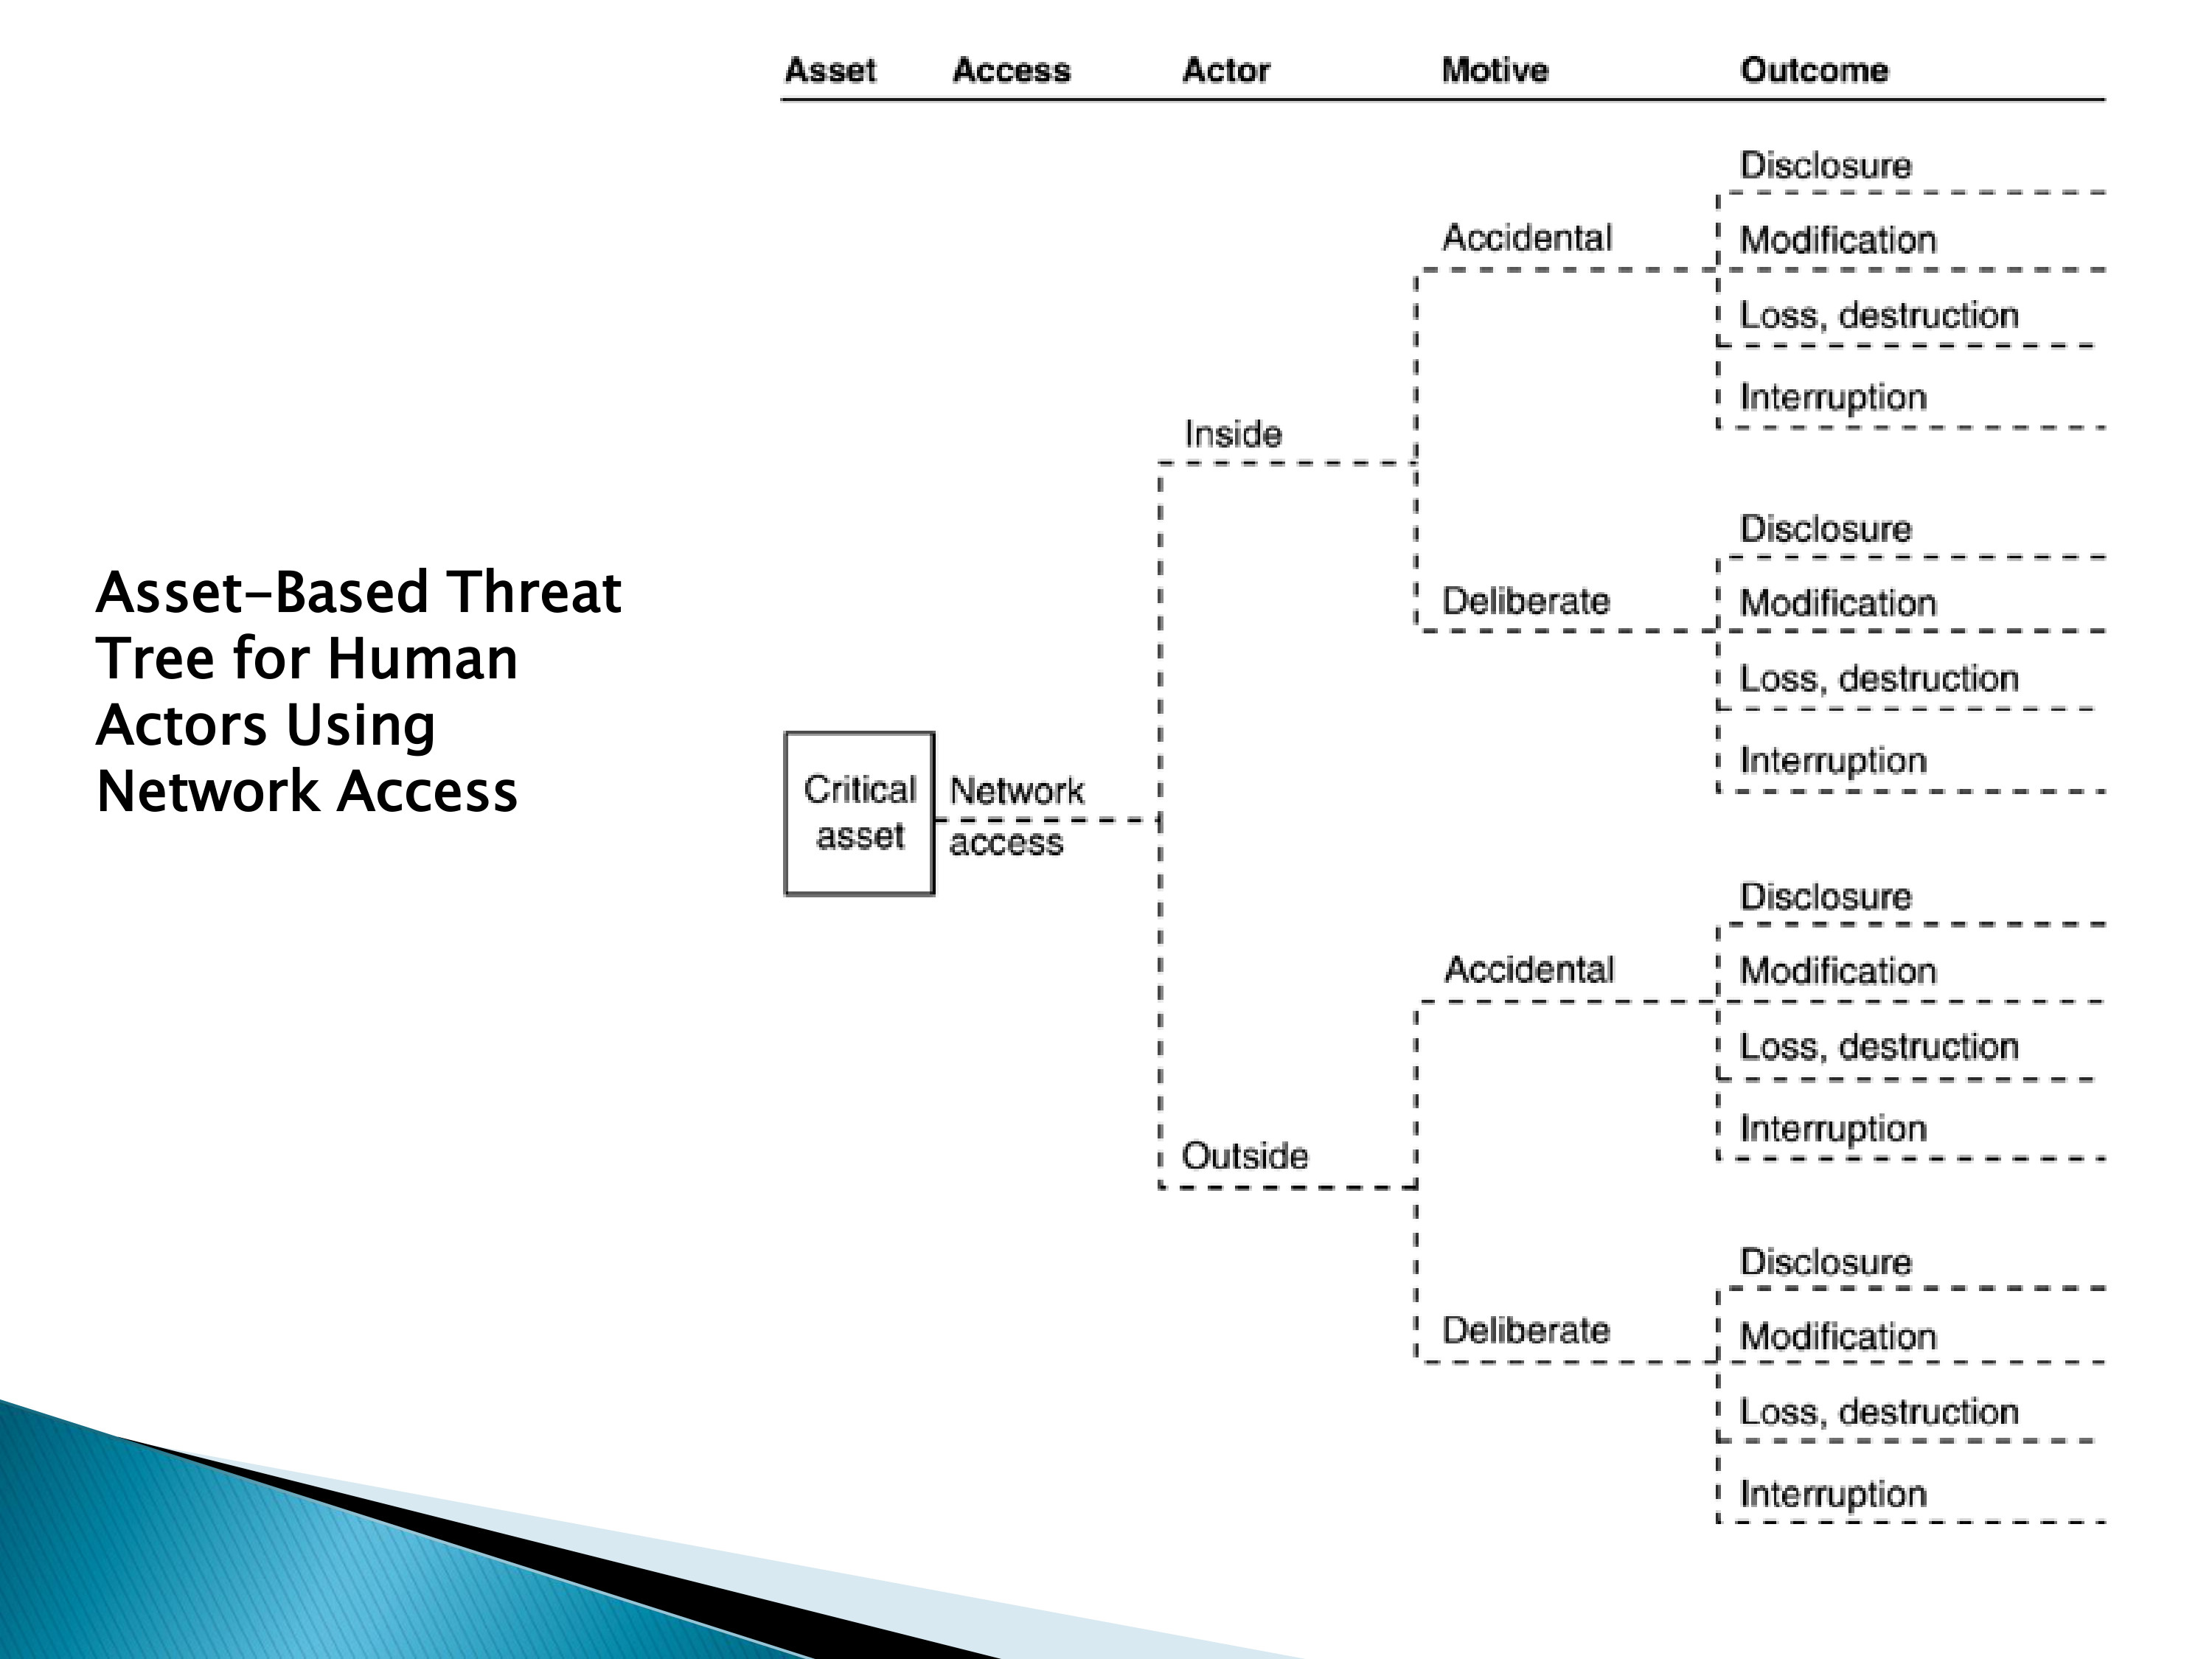 Asset-Based Threat
Tree for Human
Actors Using
Network Access
Asset Access Actor Motive Outcome
Critical
asset
Network
access
Inside
Accidental
Disclosure
Modification
Loss, destruction
Interruption
Deliberate
Disclosure
Modification
Loss, destruction
Interruption
Outside
Accidental
Disclosure
Modification
Loss, destruction
Interruption
Deliberate
Disclosure
Modification
Loss, destruction
Interruption